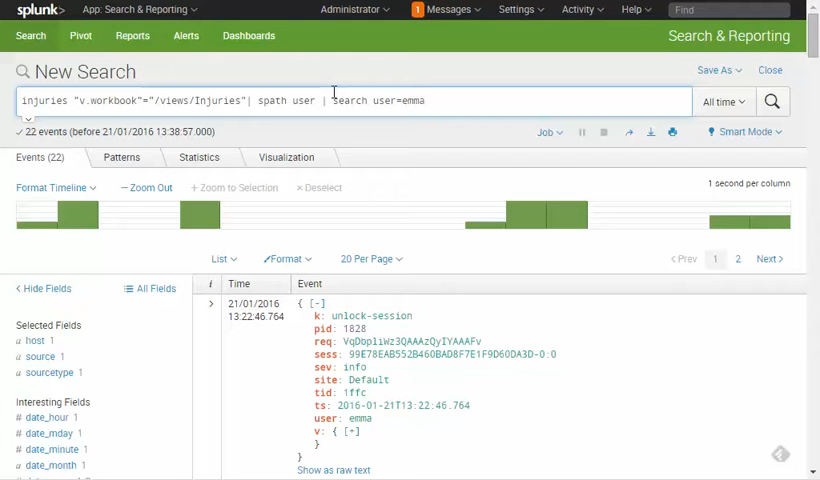 splunk> App: Search & Reporting Administrator 1 Messages Settings Activity Help Find
Search Pivot Reports Alerts Dashboards Search & Reporting
New Search Save As Close
injuries "v.workbook"="/views/Injuries"| spath user | search user=emma All time
22 events (before 21/01/2016 13:38:57.000) Job Smart Mode
Events (22) Patterns Statistics Visualization
Format Timeline – Zoom Out + Zoom to Selection × Deselect 1 second per column
List Format 20 Per Page < Prev 1 2 Next >
< Hide Fields All Fields i Time Event
Selected Fields
a host 1
a source 1
a sourcetype 1
Interesting Fields
# date_hour 1
# date_mday 1
# date_minute 1
a date_month 1
> 21/01/2016
13:22:46.764
{ [-]
k: unlock-session
pid: 1828
sess: 99E78EAB552B460BAD8F7E1F9D60DA3D-0:0
sev: info
site: Default
tid: 1ffc
ts: 2016-01-21T13:22:46.764
user: emma
v: { [+]
}
}
Show as raw text